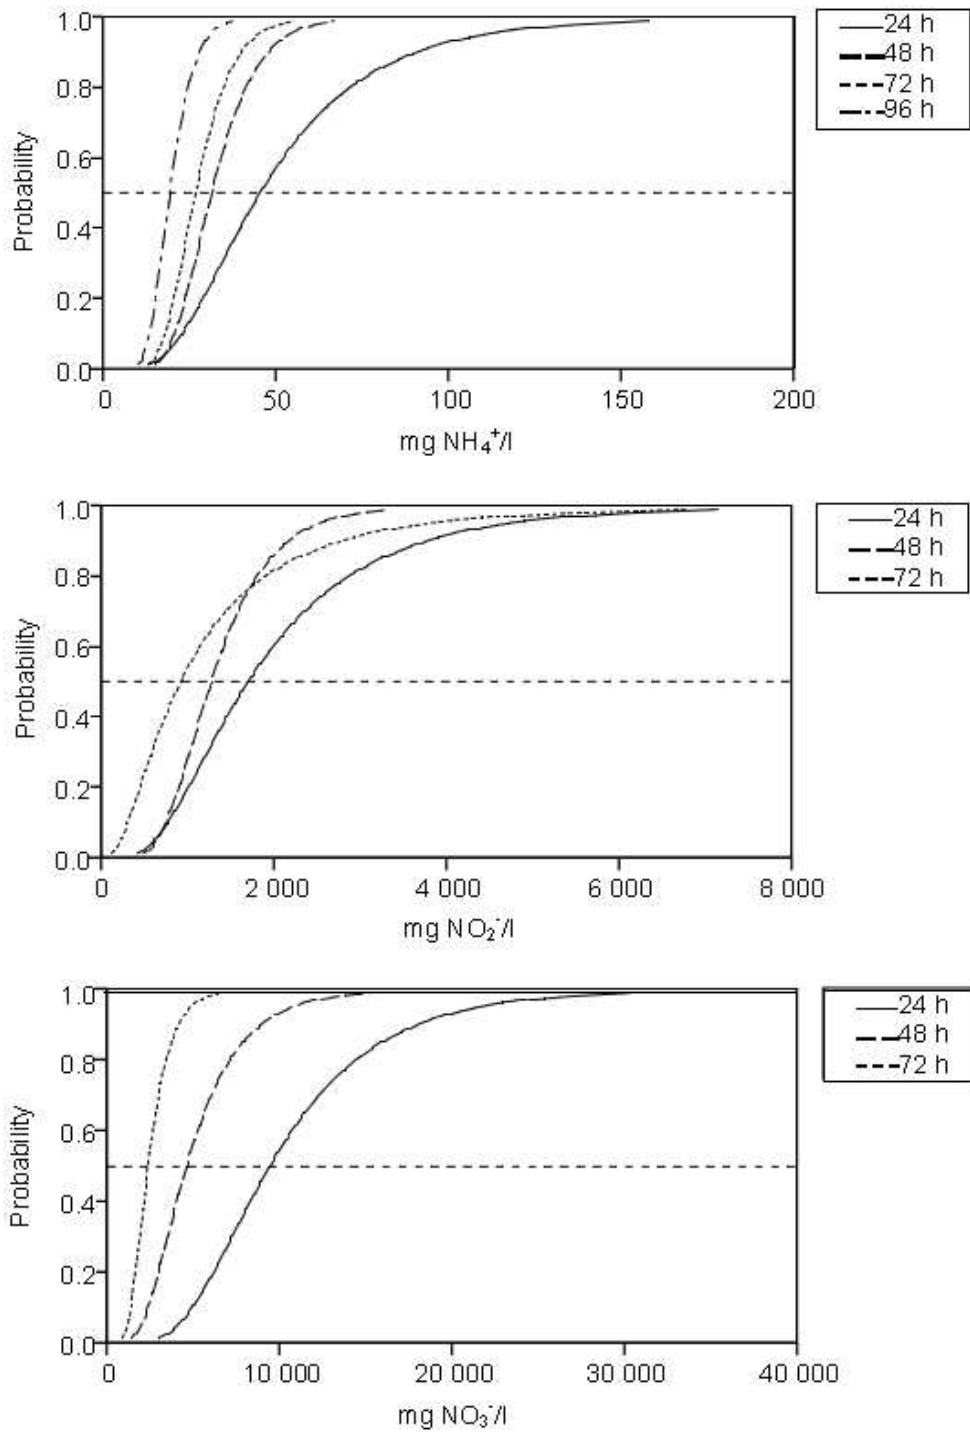 1.0
0.8
0.6
0.4
0.2
0.0
Probability
0
50
100
150
200
mg NH₄⁺/l
24 h
48 h
72 h
96 h
1.0
0.8
0.6
0.4
0.2
0.0
Probability
0
2 000
4 000
6 000
8 000
mg NO₂⁻/l
24 h
48 h
72 h
1.0
0.8
0.6
0.4
0.2
0.0
Probability
0
10 000
20 000
30 000
40 000
mg NO₃⁻/l
24 h
48 h
72 h